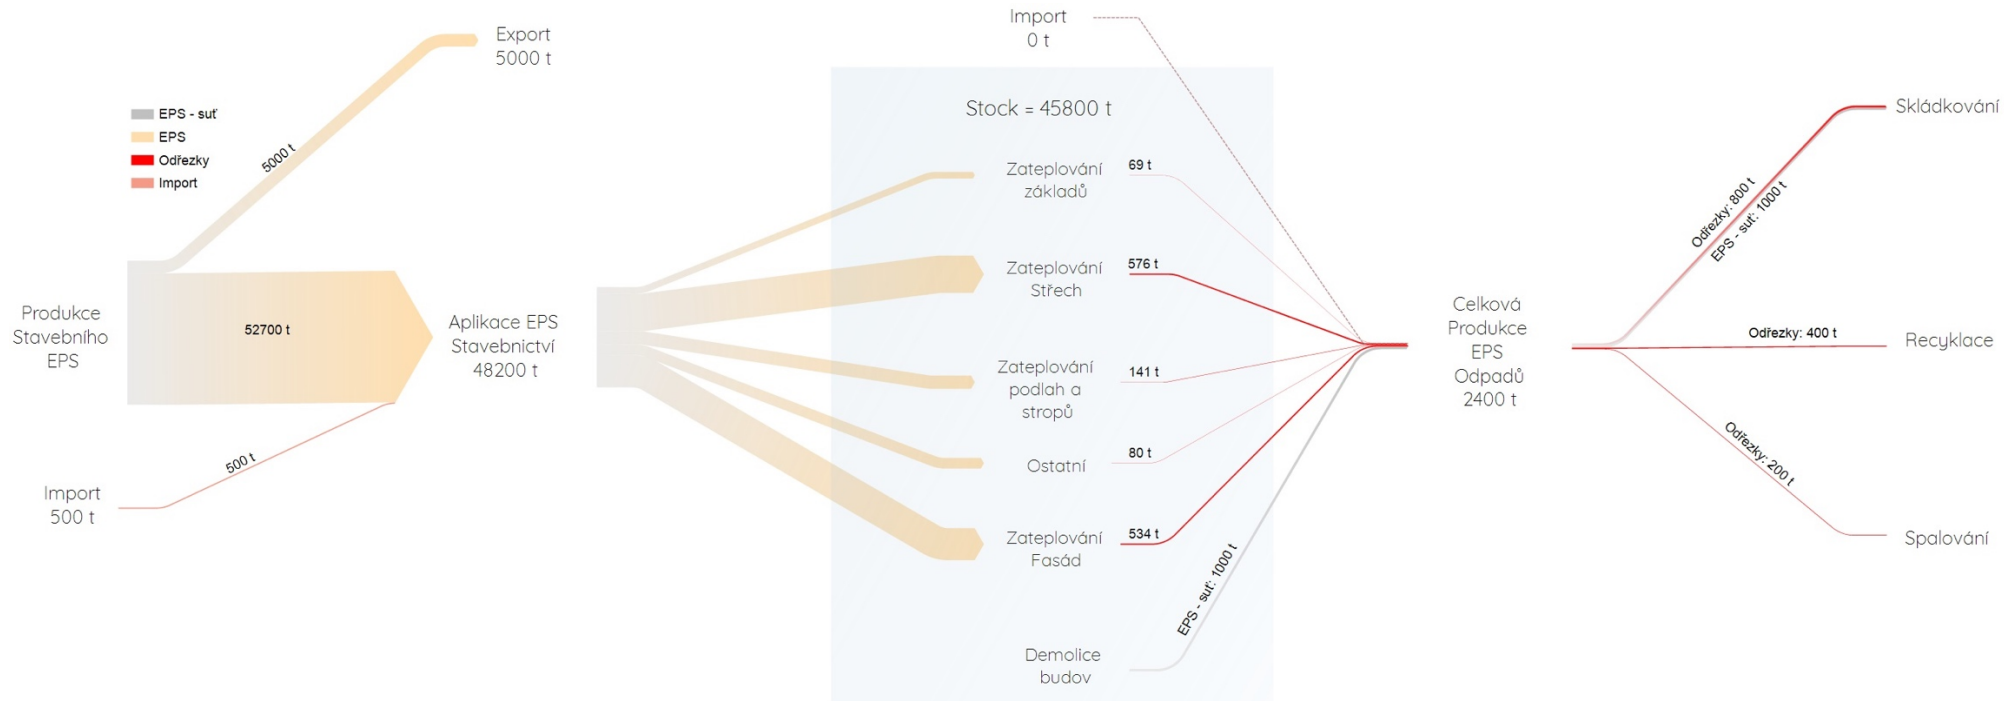 Export
5000 t
EPS - suť
EPS
Odřezky
Import
5000 t
Produkce
Stavebního
EPS
52700 t
Import
500 t
500 t
Aplikace EPS
Stavebnictví
48200 t
Import
0 t
Stock = 45800 t
Zateplování
základů
69 t
Zateplování
Střech
576 t
Zateplování
podlah a
stropů
141 t
Ostatní
80 t
Zateplování
Fasád
534 t
Demolice
budov
EPS - suť: 1000 t
Celková
Produkce
EPS
Odpadů
2400 t
Odřezky: 800 t
EPS - suť: 1000 t
Skládkování
Odřezky: 400 t
Recyklace
Odřezky: 200 t
Spalování